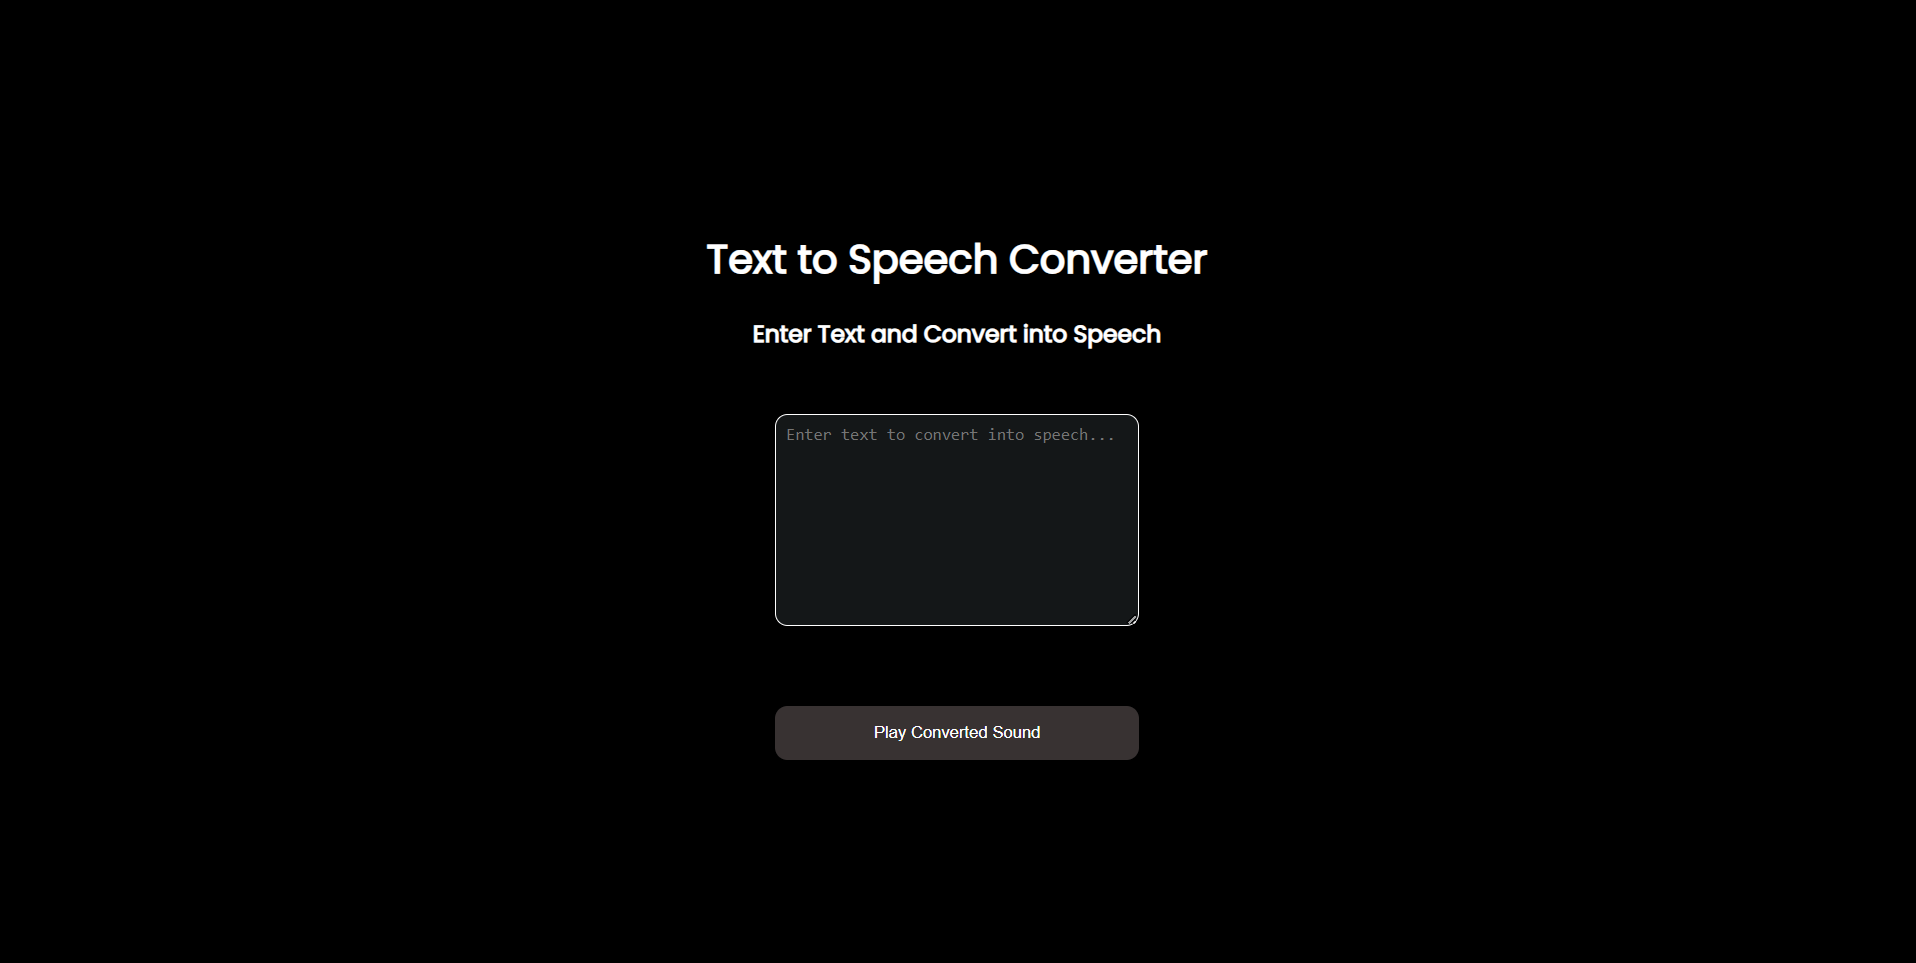 Text to Speech Converter
Enter Text and Convert into Speech
Enter text to convert into speech...
Play Converted Sound